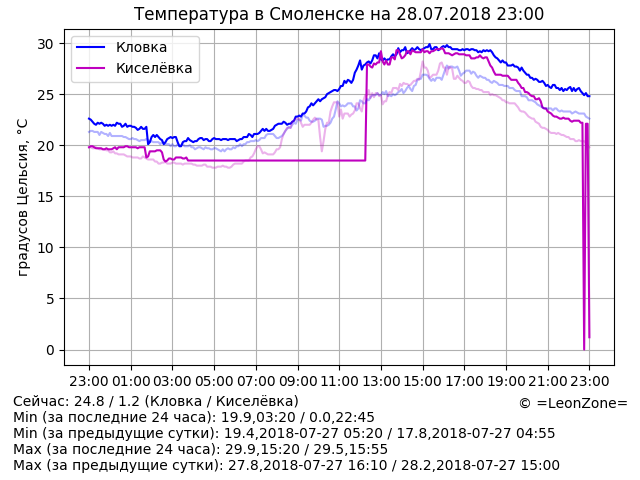 Температура в Смоленске на 28.07.2018 23:00
Кловка
Киселёвка
градусов Цельсия, °C
30
25
20
15
10
5
0
23:00 01:00 03:00 05:00 07:00 09:00 11:00 13:00 15:00 17:00 19:00 21:00 23:00
Сейчас: 24.8 / 1.2 (Кловка / Киселёвка)
© =LeonZone=
Min (за последние 24 часа): 19.9,03:20 / 0.0,22:45
Min (за предыдущие сутки): 19.4,2018-07-27 05:20 / 17.8,2018-07-27 04:55
Max (за последние 24 часа): 29.9,15:20 / 29.5,15:55
Max (за предыдущие сутки): 27.8,2018-07-27 16:10 / 28.2,2018-07-27 15:00